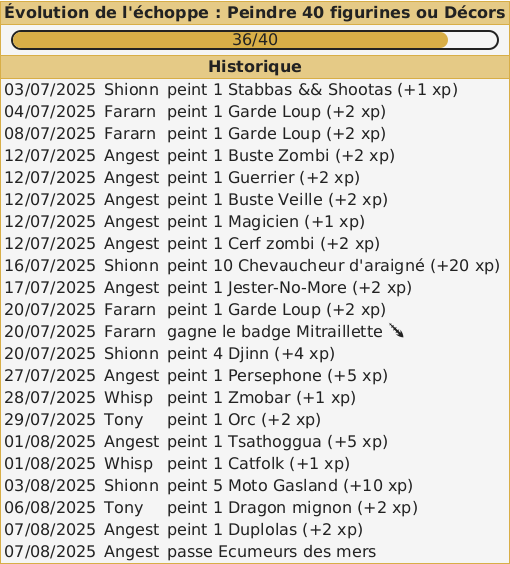 Évolution de l'échoppe : Peindre 40 figurines ou Décors
36/40
Historique
03/07/2025 Shionn peint 1 Stabbas && Shootas (+1 xp)
04/07/2025 Fararn peint 1 Garde Loup (+2 xp)
08/07/2025 Fararn peint 1 Garde Loup (+2 xp)
12/07/2025 Angest peint 1 Buste Zombi (+2 xp)
12/07/2025 Angest peint 1 Guerrier (+2 xp)
12/07/2025 Angest peint 1 Buste Veille (+2 xp)
12/07/2025 Angest peint 1 Magicien (+1 xp)
12/07/2025 Angest peint 1 Cerf zombi (+2 xp)
16/07/2025 Shionn peint 10 Chevaucheur d'araigné (+20 xp)
17/07/2025 Angest peint 1 Jester-No-More (+2 xp)
20/07/2025 Fararn peint 1 Garde Loup (+2 xp)
20/07/2025 Fararn gagne le badge Mitraillette
20/07/2025 Shionn peint 4 Djinn (+4 xp)
27/07/2025 Angest peint 1 Persephone (+5 xp)
28/07/2025 Whisp peint 1 Zmobar (+1 xp)
29/07/2025 Tony peint 1 Orc (+2 xp)
01/08/2025 Angest peint 1 Tsathoggua (+5 xp)
01/08/2025 Whisp peint 1 Catfolk (+1 xp)
03/08/2025 Shionn peint 5 Moto Gasland (+10 xp)
06/08/2025 Tony peint 1 Dragon mignon (+2 xp)
07/08/2025 Angest peint 1 Duplolas (+2 xp)
07/08/2025 Angest passe Ecumeurs des mers